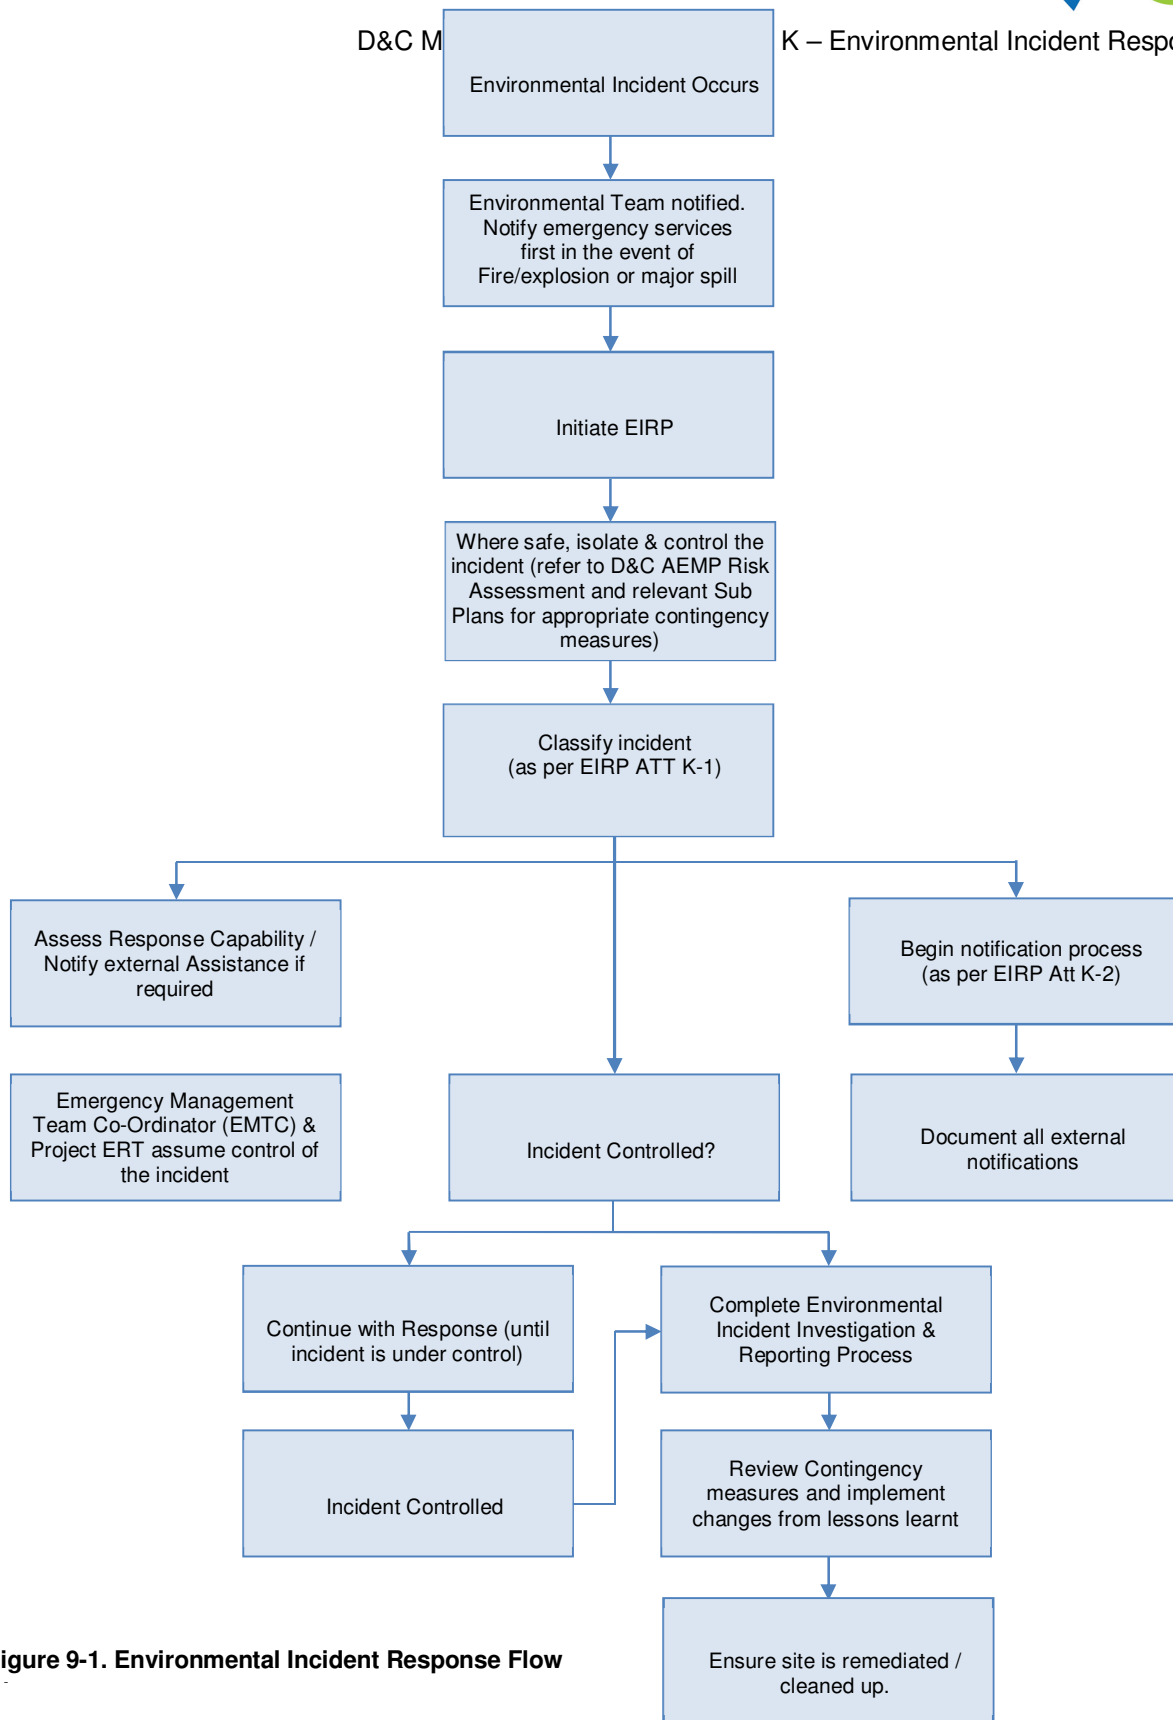 D&C M
K – Environmental Incident Resp
Environmental Incident Occurs
Environmental Team notified.
Notify emergency services
first in the event of
Fire/explosion or major spill
Initiate EIRP
Where safe, isolate & control the
incident (refer to D&C AEMP Risk
Assessment and relevant Sub
Plans for appropriate contingency
measures)
Classify incident
(as per EIRP ATT K-1)
Assess Response Capability /
Notify external Assistance if
required
Begin notification process
(as per EIRP Att K-2)
Emergency Management
Team Co-Ordinator (EMTC) &
Project ERT assume control of
the incident
Incident Controlled?
Document all external
notifications
Continue with Response (until
incident is under control)
Complete Environmental
Incident Investigation &
Reporting Process
Incident Controlled
Review Contingency
measures and implement
changes from lessons learnt
Ensure site is remediated /
cleaned up.
igure 9-1. Environmental Incident Response Flow